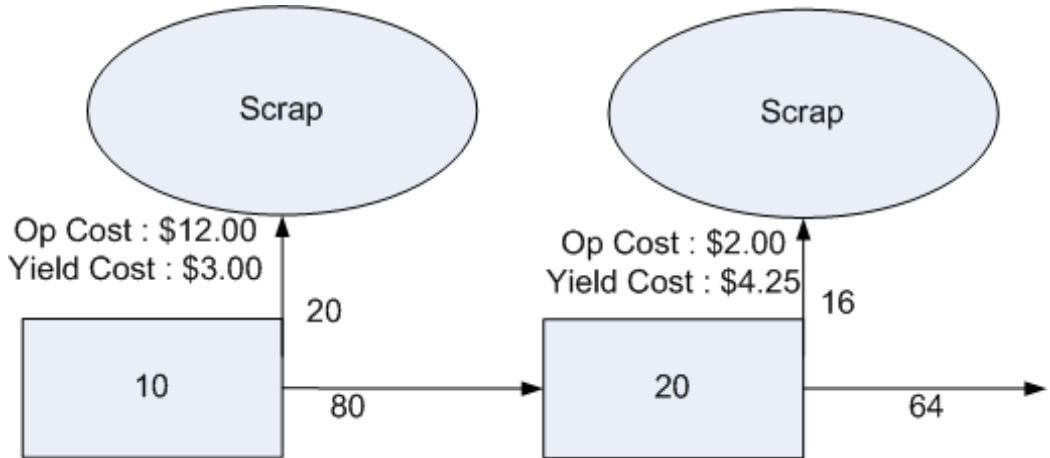 Scrap
Scrap
Op Cost : $12.00
Yield Cost : $3.00
Op Cost : $2.00
Yield Cost : $4.25
20
16
10
80
20
64